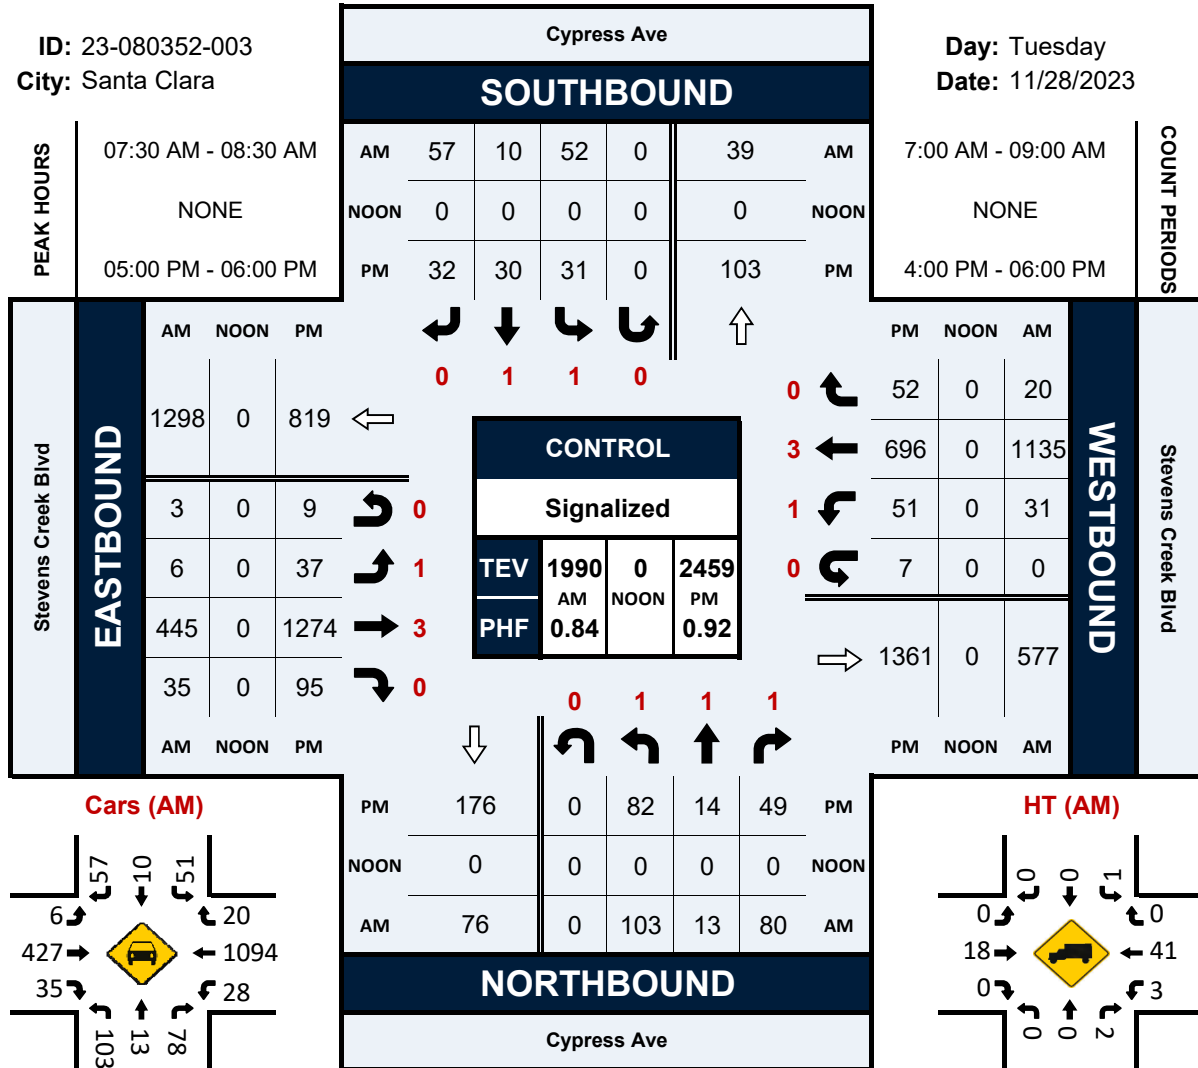 Cypress Ave
ID: 23-080352-003
Day: Tuesday
City: Santa Clara
Date: 11/28/2023
SOUTHBOUND
PEAK HOURS
07:30 AM - 08:30 AM
NONE
05:00 PM - 06:00 PM
AM 57 10 52 0 39 AM
NOON 0 0 0 0 0 NOON
PM 32 30 31 0 103 PM
7:00 AM - 09:00 AM
NONE
4:00 PM - 06:00 PM
COUNT PERIODS
0 1 1 0
Stevens Creek Blvd
EASTBOUND
AM NOON PM
1298 0 819
3 0 9 0
6 0 37 1
445 0 1274 3
35 0 95 0
AM NOON PM
CONTROL
Signalized
TEV 1990 0 2459
AM NOON PM
PHF 0.84 0.92
PM NOON AM
0 52 0 20
3 696 0 1135
1 51 0 31
0 7 0 0
1361 0 577
PM NOON AM
WESTBOUND
Stevens Creek Blvd
0 1 1 1
PM 176 0 82 14 49 PM
NOON 0 0 0 0 0 NOON
AM 76 0 103 13 80 AM
NORTHBOUND
Cypress Ave
Cars (AM)
57 10 51
6 20
427 1094
35 28
103 13 78
HT (AM)
0 0 1
0 0
18 41
0 3
0 0 2